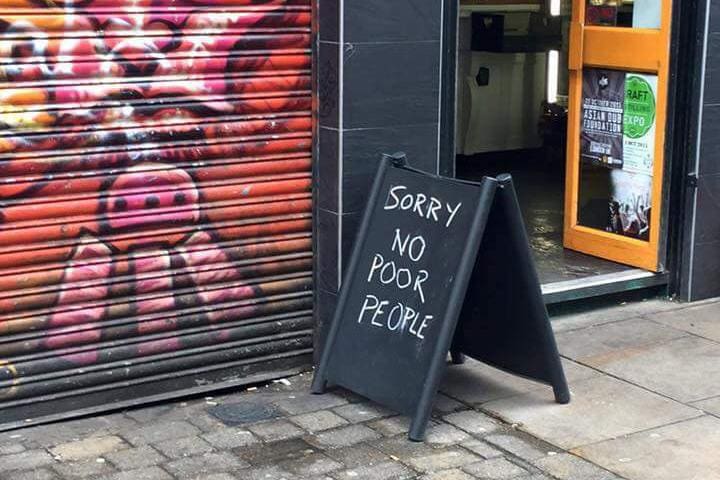 SORRY
NO
POOR
PEOPLE
ASIAN DUB
FOUNDATION
RAFT
EXPO